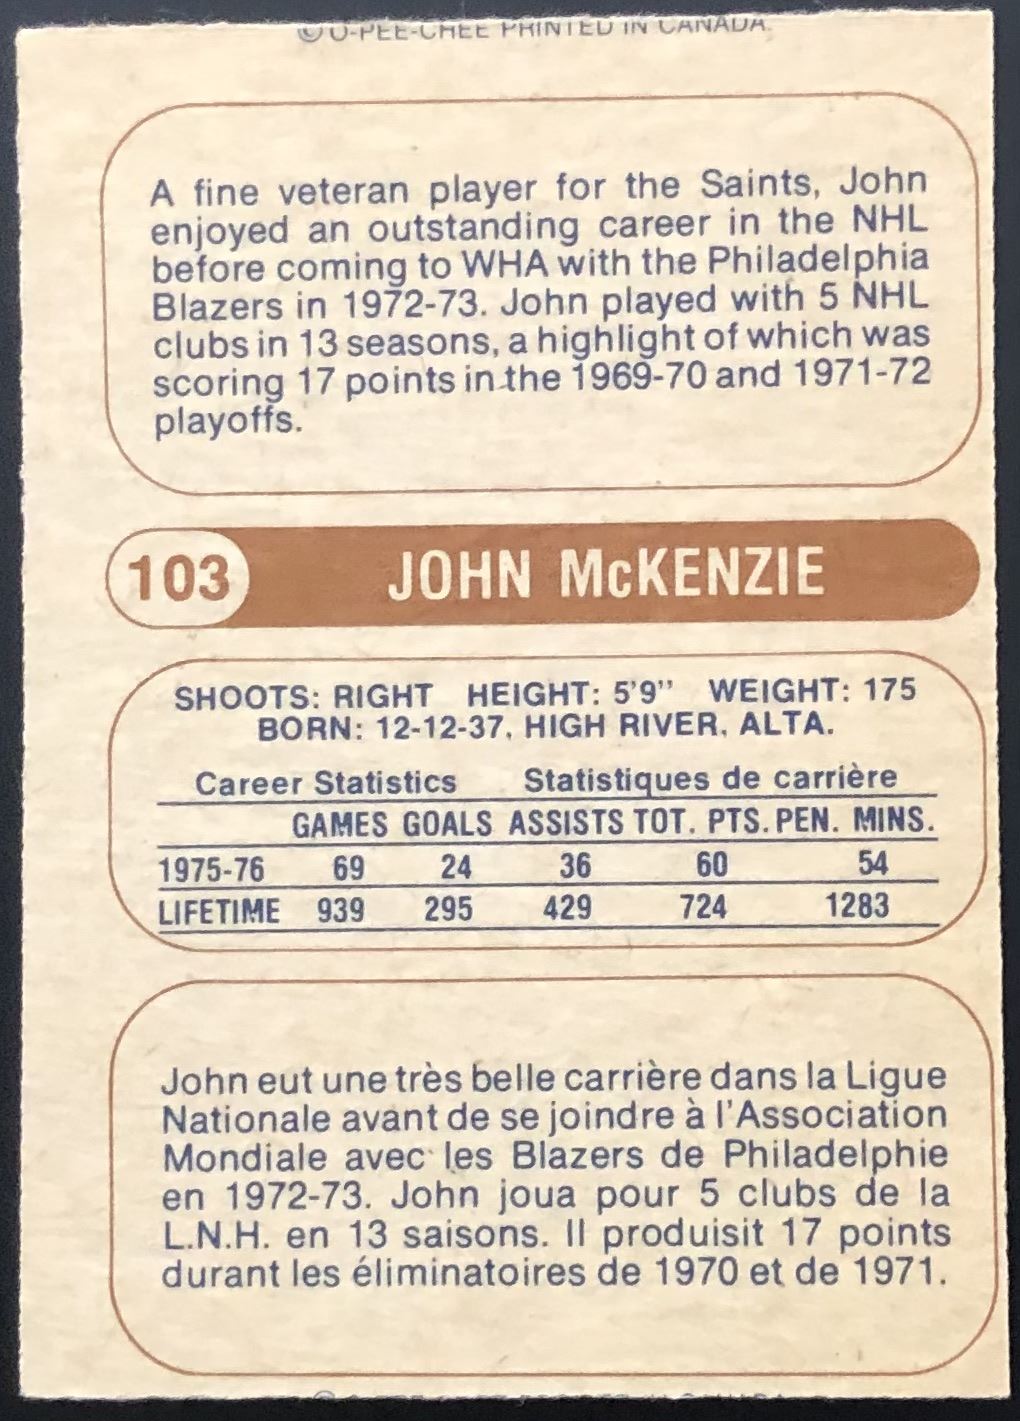 © O-PEE-CHEE PRINTED IN CANADA.
A fine veteran player for the Saints, John
enjoyed an outstanding career in the NHL
before coming to WHA with the Philadelphia
Blazers in 1972-73. John played with 5 NHL
clubs in 13 seasons, a highlight of which was
scoring 17 points in the 1969-70 and 1971-72
playoffs.
103 JOHN McKENZIE
SHOOTS: RIGHT HEIGHT: 5'9" WEIGHT: 175
BORN: 12-12-37, HIGH RIVER, ALTA.
Career Statistics Statistiques de carrière
GAMES GOALS ASSISTS TOT. PTS. PEN. MINS.
1975-76 69 24 36 60 54
LIFETIME 939 295 429 724 1283
John eut une très belle carrière dans la Ligue
Nationale avant de se joindre à l'Association
Mondiale avec les Blazers de Philadelphie
en 1972-73. John joua pour 5 clubs de la
L.N.H. en 13 saisons. Il produisit 17 points
durant les éliminatoires de 1970 et de 1971.